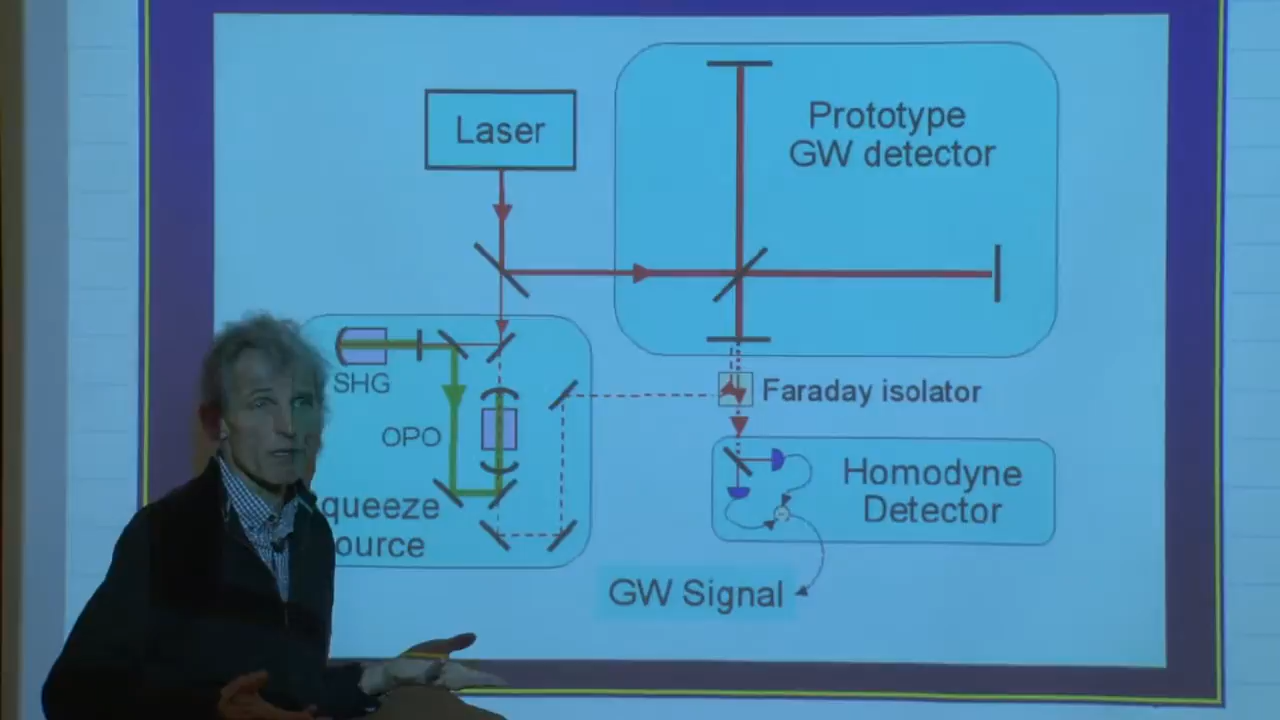 Laser
Prototype
GW detector
SHG
OPO
queeze
ource
Faraday isolator
Homodyne
Detector
GW Signal